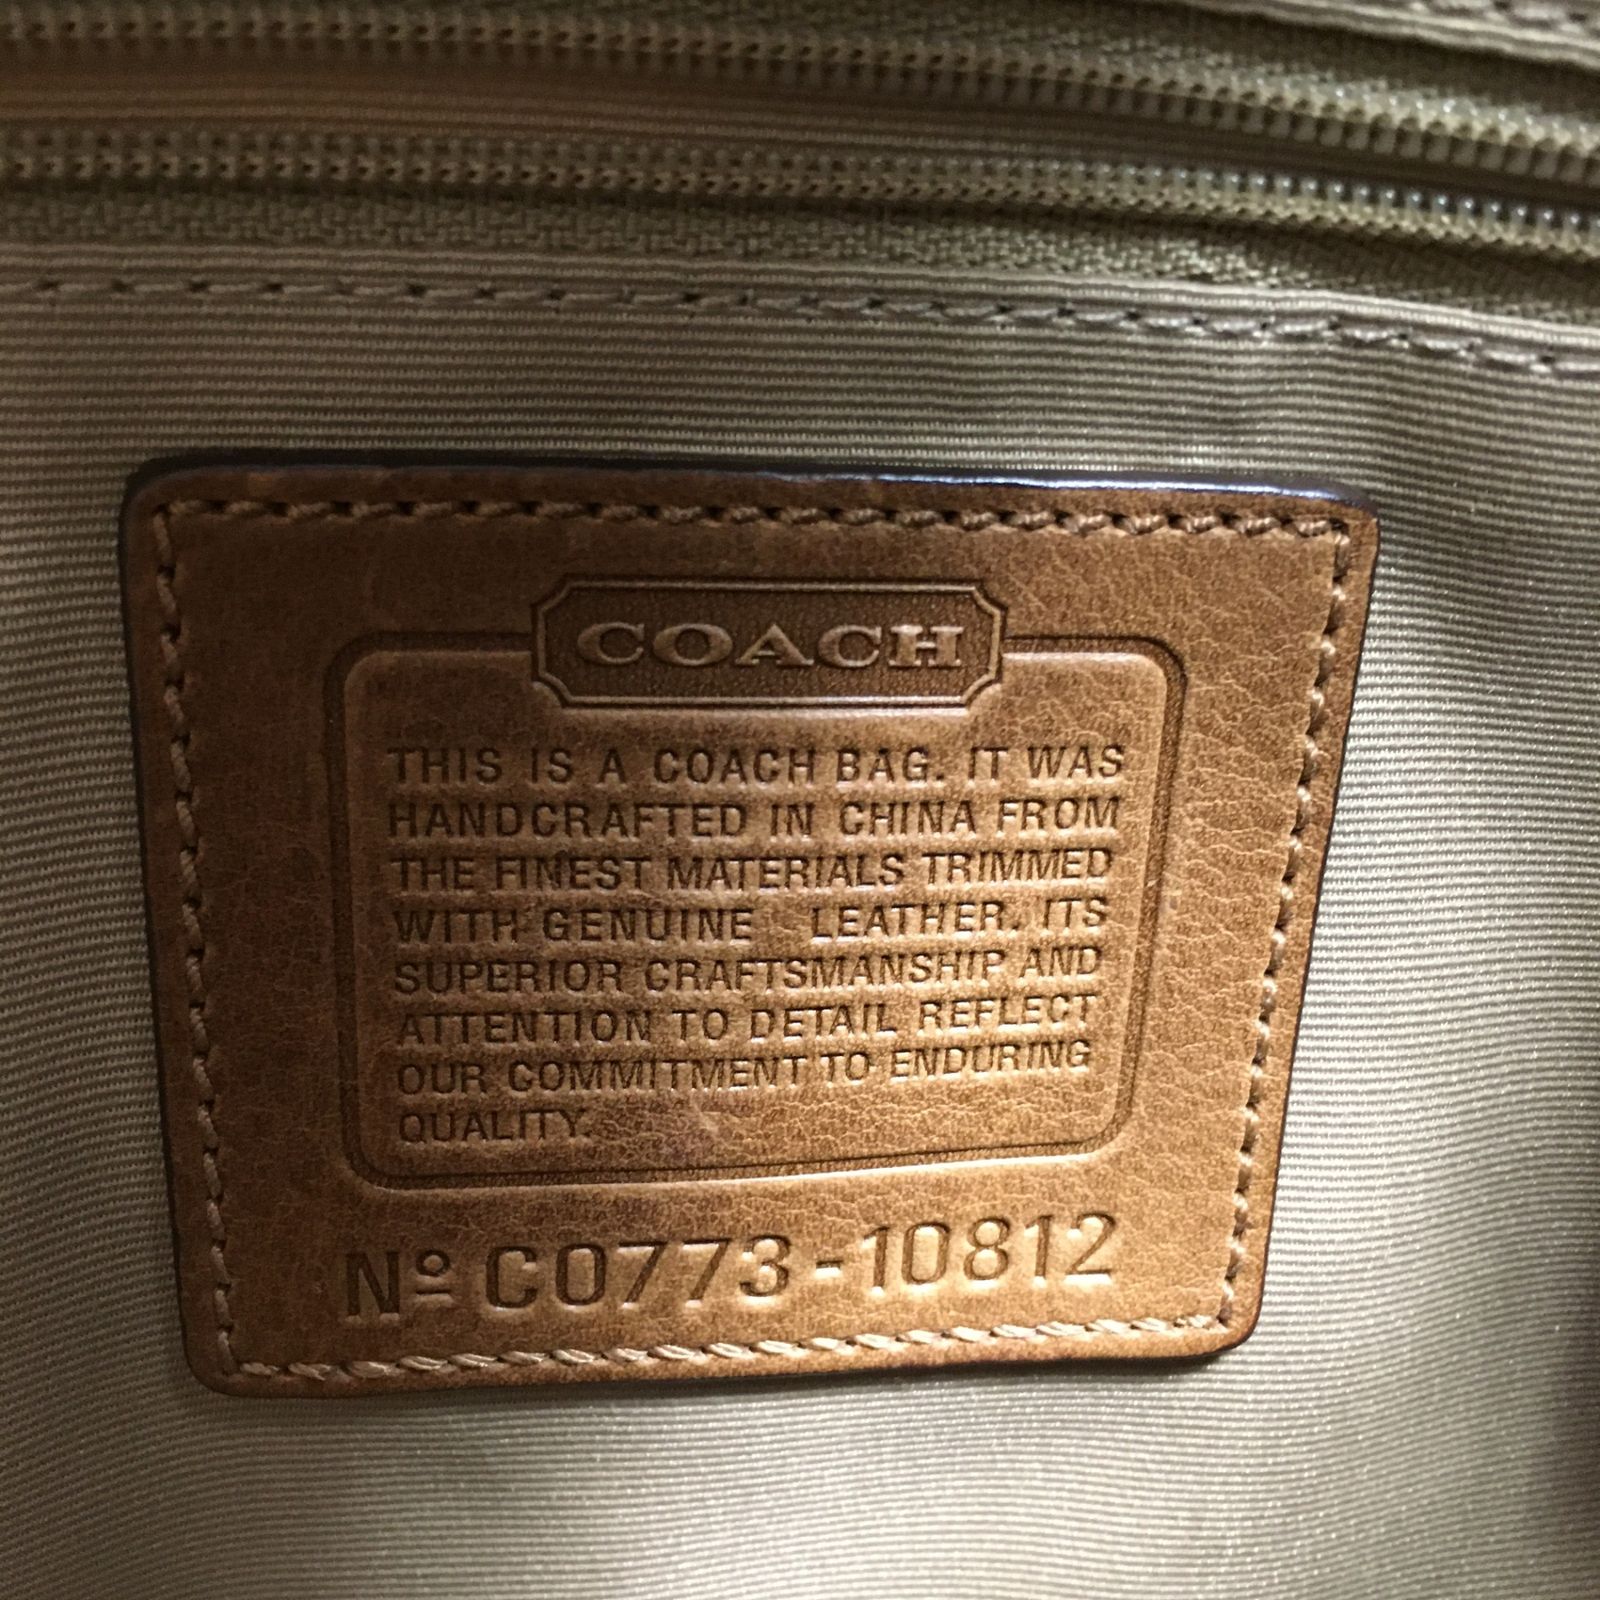 COACH
THIS IS A COACH BAG. IT WAS
HANDCRAFTED IN CHINA FROM
THE FINEST MATERIALS TRIMMED
WITH GENUINE LEATHER. ITS
SUPERIOR CRAFTSMANSHIP AND
ATTENTION TO DETAIL REFLECT
OUR COMMITMENT TO ENDURING
QUALITY.
Nº C0773-10812